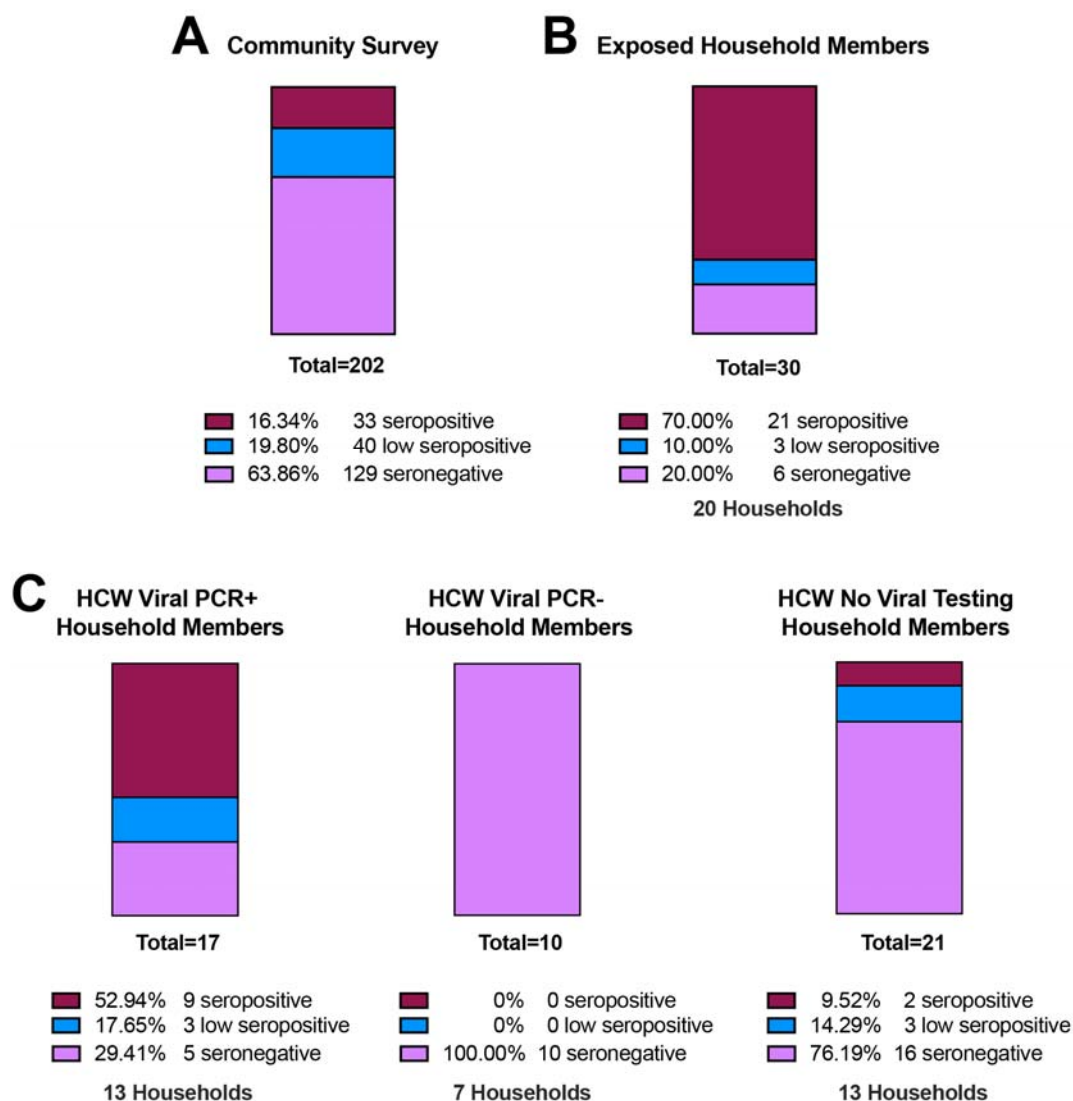 A Community Survey
B Exposed Household Members
Total=202
Total=30
16.34% 33 seropositive
19.80% 40 low seropositive
63.86% 129 seronegative
70.00% 21 seropositive
10.00% 3 low seropositive
20.00% 6 seronegative
20 Households
C HCW Viral PCR+
Household Members
HCW Viral PCR-
Household Members
HCW No Viral Testing
Household Members
Total=17
Total=10
Total=21
52.94% 9 seropositive
17.65% 3 low seropositive
29.41% 5 seronegative
13 Households
0% 0 seropositive
0% 0 low seropositive
100.00% 10 seronegative
7 Households
9.52% 2 seropositive
14.29% 3 low seropositive
76.19% 16 seronegative
13 Households